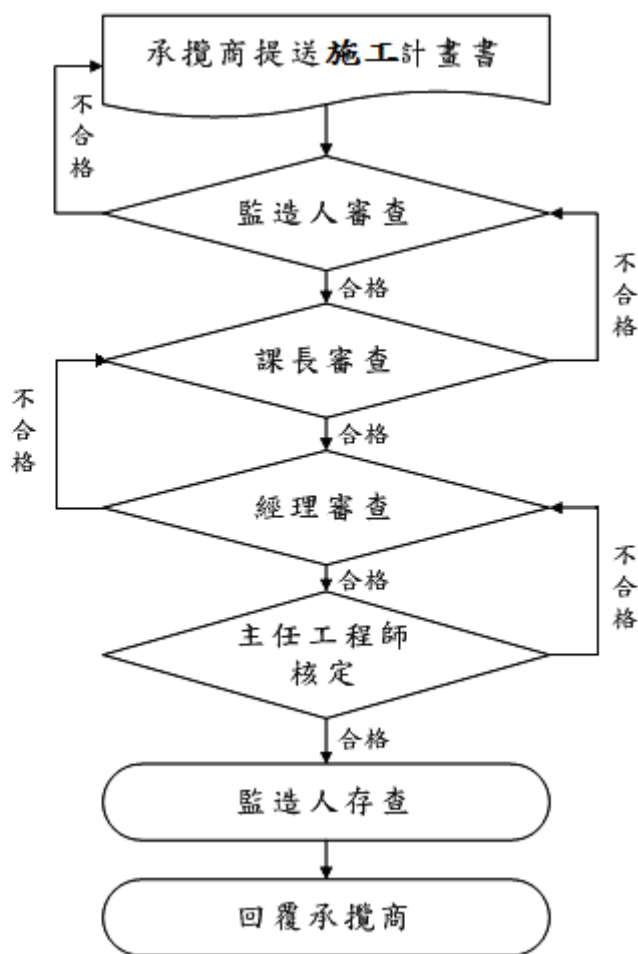 承攬商提送施工計畫書
不合格
監造人審查
不合格
合格
課長審查
不合格
合格
經理審查
不合格
合格
主任工程師
核定
合格
監造人存查
回覆承攬商